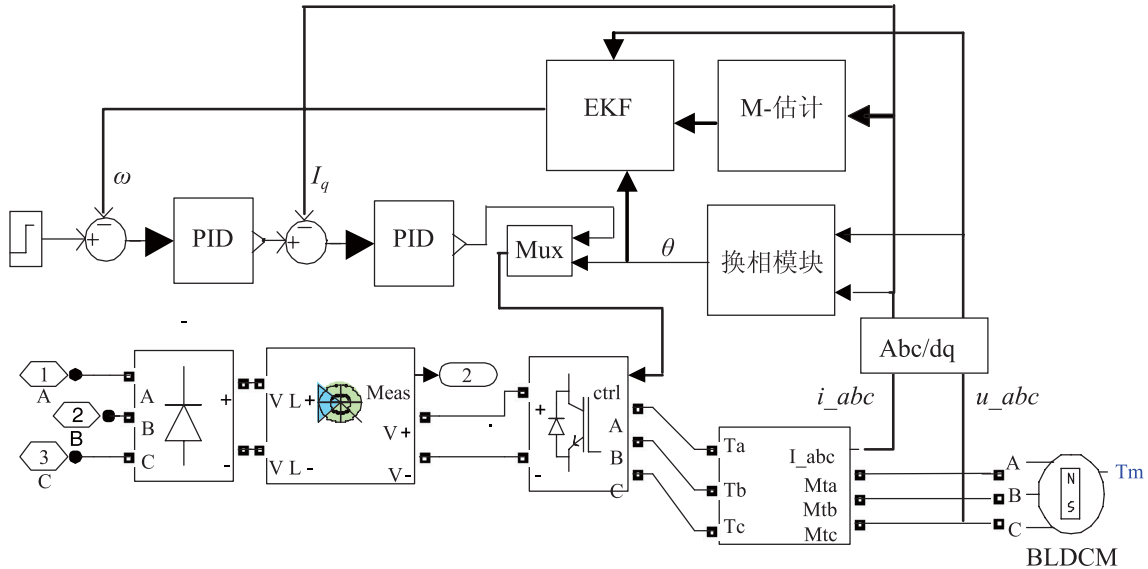 EKF
M-估计
ω
I_q
+
−
PID
+
−
PID
Mux
θ
换相模块
Abc/dq
i_abc
u_abc
-
1
A
2
B
3
C
A
B
C
+
-
V L+
V L-
Meas
V+
V-
2
+
-
ctrl
A
B
C
Ta
Tb
Tc
I_abc
Mta
Mtb
Mtc
A
B
C
N
S
Tm
BLDCM